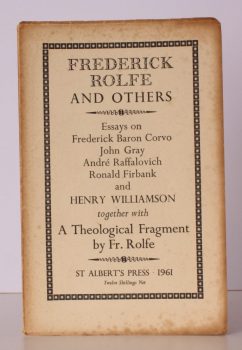 FREDERICK
ROLFE
AND OTHERS
Essays on
Frederick Baron Corvo
John Gray
André Raffalovich
Ronald Firbank
and
HENRY WILLIAMSON
together with
A Theological Fragment
by Fr. Rolfe
ST ALBERT'S PRESS · 1961
Twelve Shillings Net